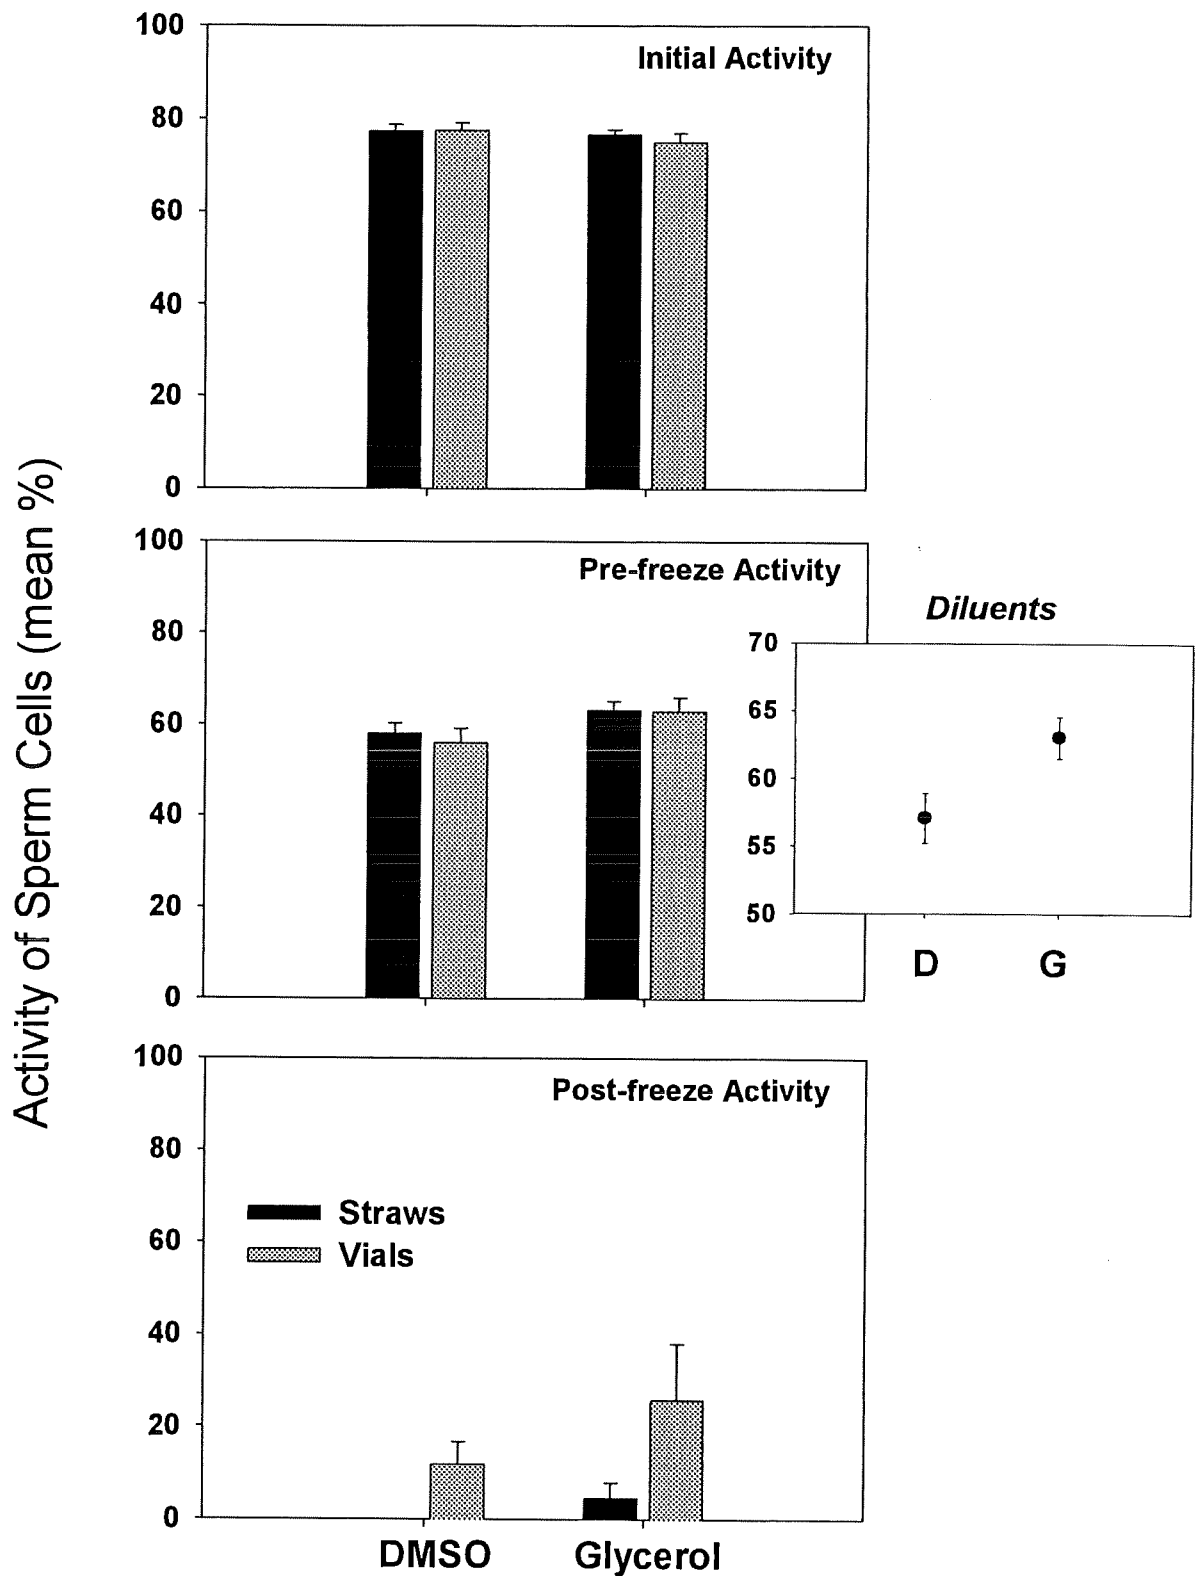 Activity of Sperm Cells (mean %)
100
80
60
40
20
0
Initial Activity
100
80
60
40
20
0
Pre-freeze Activity
Diluents
70
65
60
55
50
D
G
100
80
60
40
20
0
Post-freeze Activity
Straws
Vials
DMSO
Glycerol